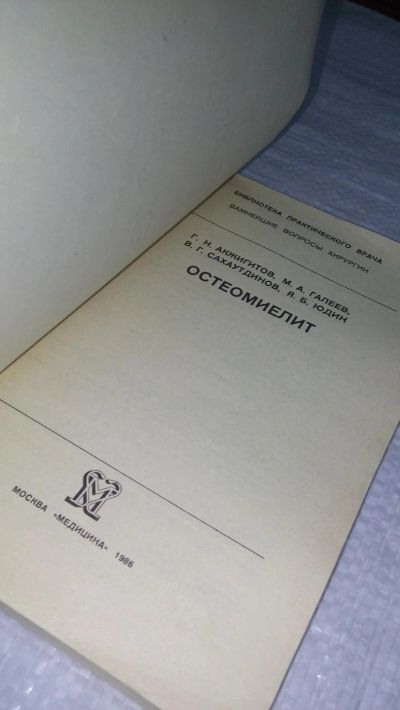 БИБЛИОТЕКА ПРАКТИЧЕСКОГО ВРАЧА
ВАЖНЕЙШИЕ ВОПРОСЫ ХИРУРГИИ
Г. Н. АКЖИГИТОВ, М. А. ГАЛЕЕВ,
В. Г. САХАУТДИНОВ, Я. Б. ЮДИН
ОСТЕОМИЕЛИТ
МОСКВА «МЕДИЦИНА» 1986